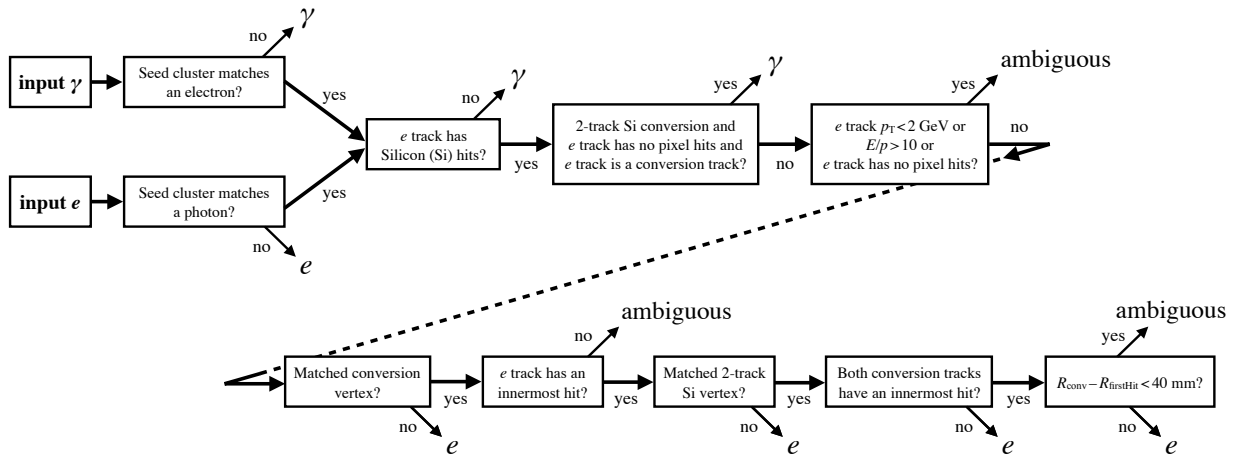 input γ
Seed cluster matches
an electron?
no
γ
yes
input e
Seed cluster matches
a photon?
yes
no
e
e track has
Silicon (Si) hits?
no
γ
yes
2-track Si conversion and
e track has no pixel hits and
e track is a conversion track?
yes
γ
no
e track pT < 2 GeV or
E/p > 10 or
e track has no pixel hits?
yes
ambiguous
no
Matched conversion
vertex?
yes
no
e
e track has an
innermost hit?
no
ambiguous
yes
Matched 2-track
Si vertex?
yes
no
e
Both conversion tracks
have an innermost hit?
yes
no
e
Rconv − RfirstHit < 40 mm?
yes
ambiguous
no
e